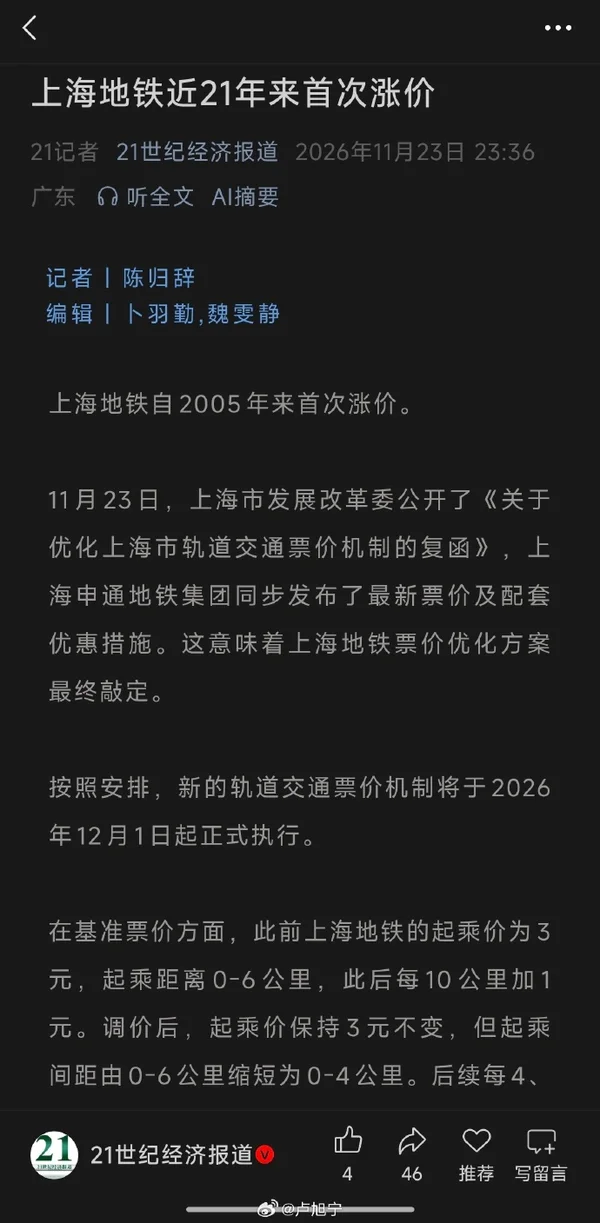 上海地铁近21年来首次涨价
21记者 21世纪经济报道 2026年11月23日 23:36
广东 听全文 AI摘要
记者丨陈归辞
编辑丨卜羽勤,魏雯静
上海地铁自2005年来首次涨价。
11月23日，上海市发展改革委公开了《关于
优化上海市轨道交通票价机制的复函》，上
海申通地铁集团同步发布了最新票价及配套
优惠措施。这意味着上海地铁票价优化方案
最终敲定。
按照安排，新的轨道交通票价机制将于2026
年12月1日起正式执行。
在基准票价方面，此前上海地铁的起乘价为3
元，起乘距离0-6公里，此后每10公里加1
元。调价后，起乘价保持3元不变，但起乘
间距由0-6公里缩短为0-4公里。后续每4、
21
21世纪经济报道
21世纪经济报道
4
46
推荐
写留言
@卢旭宁